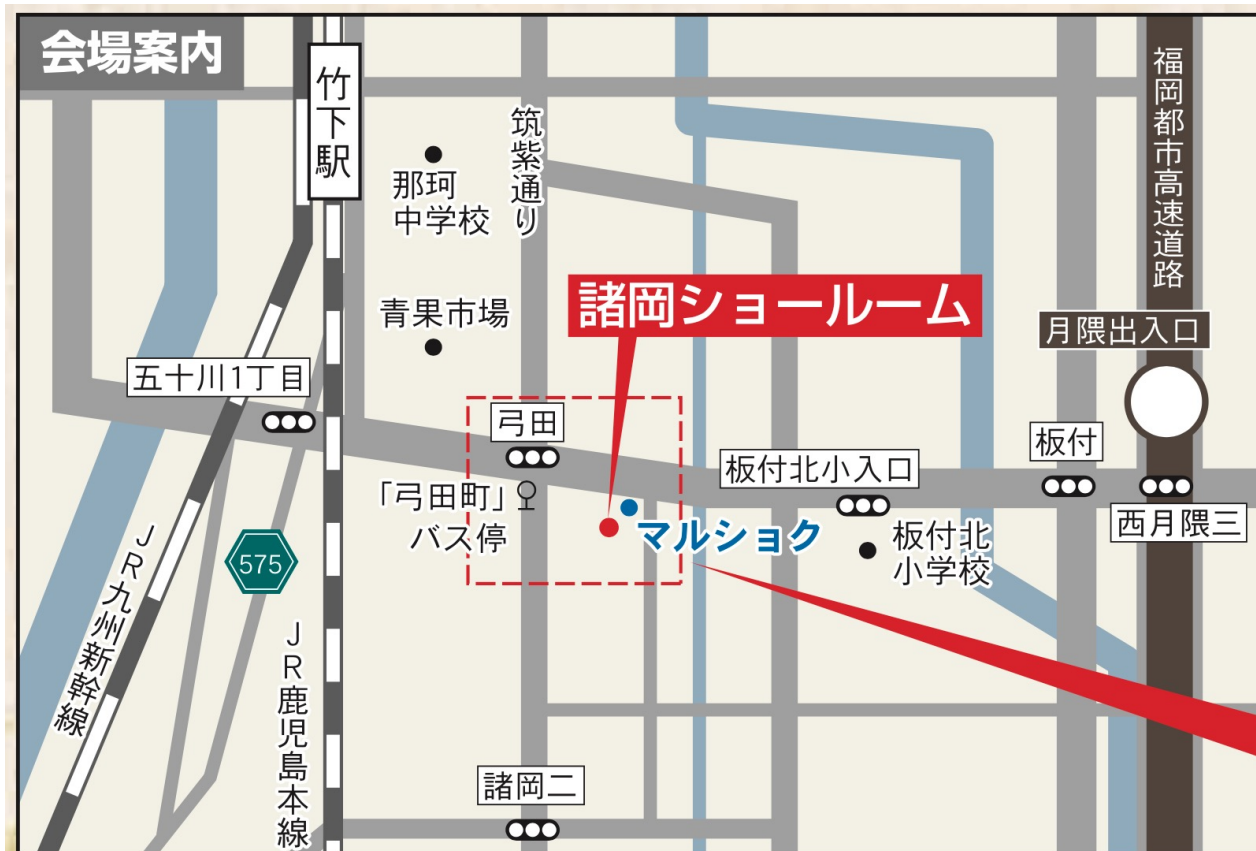 会場案内
竹下駅
筑紫通り
福岡都市高速道路
那珂
中学校
諸岡ショールーム
青果市場
月隈出入口
五十川1丁目
弓田
板付
板付北小入口
「弓田町」
バス停
マルショク
西月隈三
板付北
小学校
575
JR九州新幹線
JR鹿児島本線
諸岡二